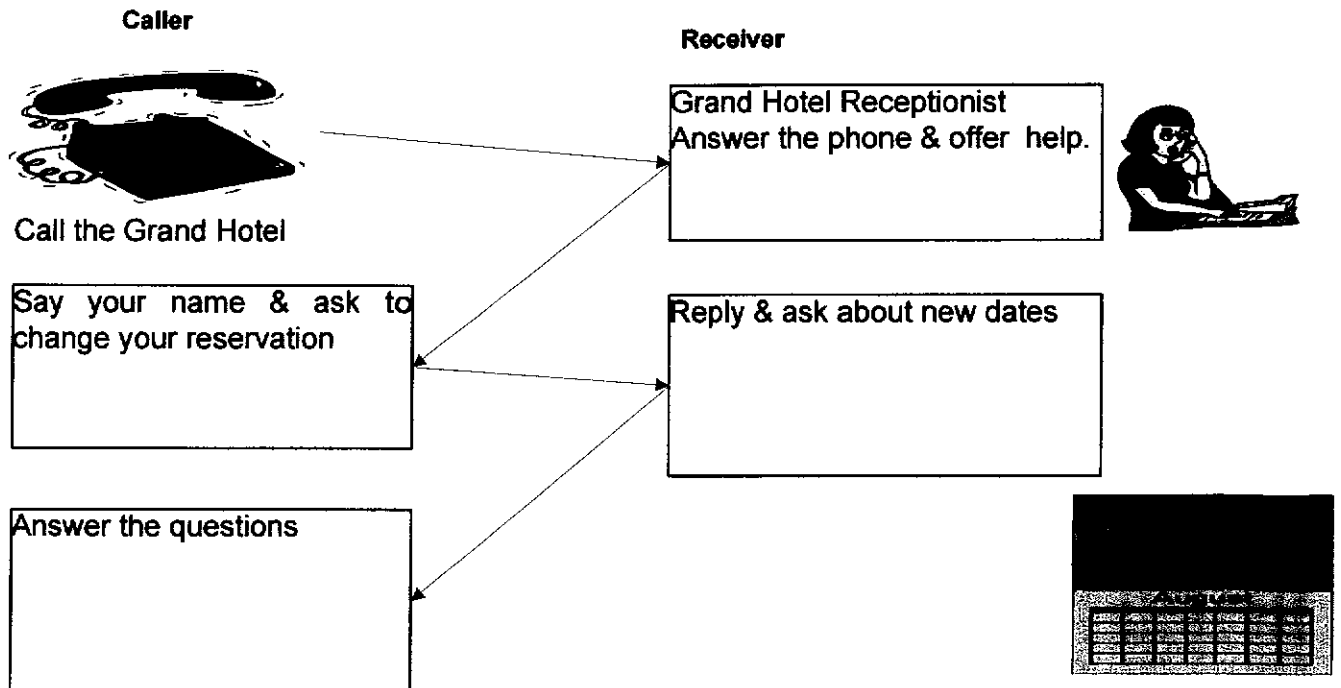 Caller
Receiver
Grand Hotel Receptionist
Answer the phone & offer help.
Call the Grand Hotel
Say your name & ask to
change your reservation
Reply & ask about new dates
Answer the questions
August